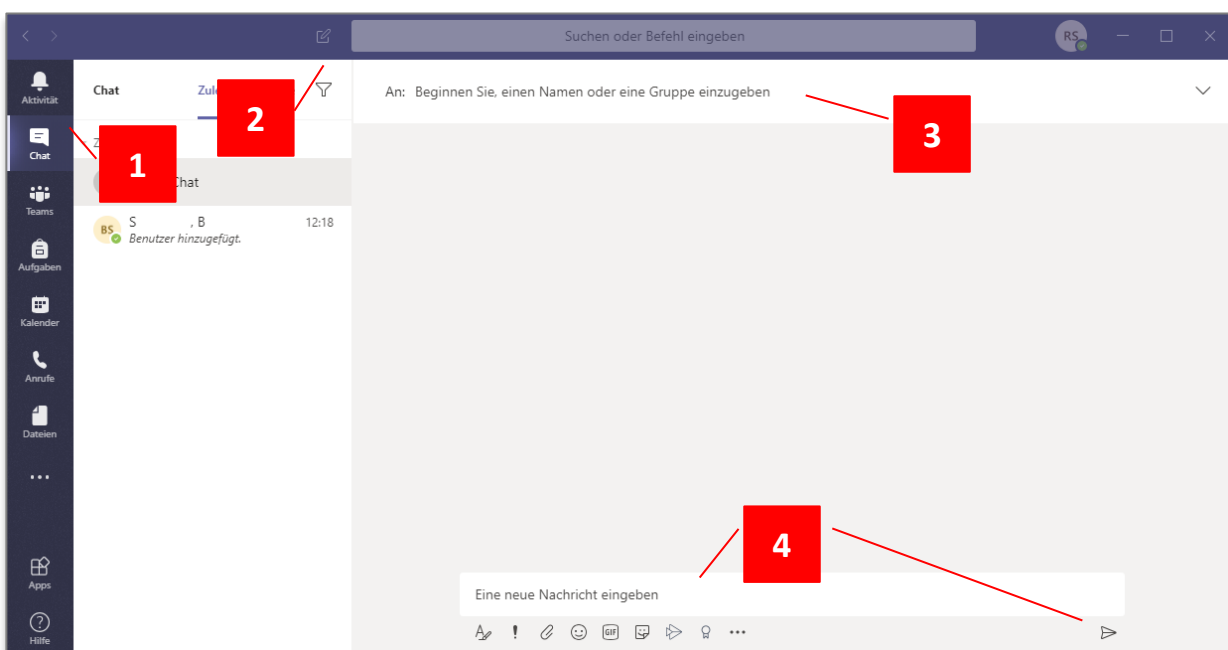 Suchen oder Befehl eingeben
RS
Aktivität
Chat
Teams
Aufgaben
Kalender
Anrufe
Dateien
Apps
Hilfe
Chat
2
1
Chat
BS
S , B
12:18
Benutzer hinzugefügt.
An: Beginnen Sie, einen Namen oder eine Gruppe einzugeben
3
4
Eine neue Nachricht eingeben
GIF